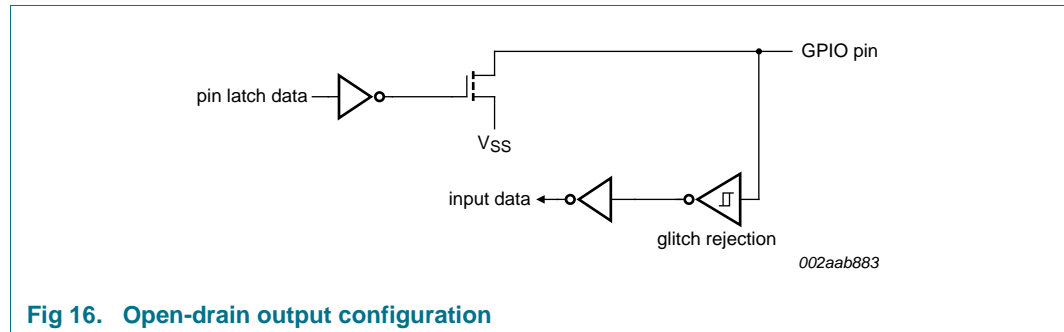 GPIO pin
pin latch data
VSS
input data
glitch rejection
002aab883
Fig 16. Open-drain output configuration